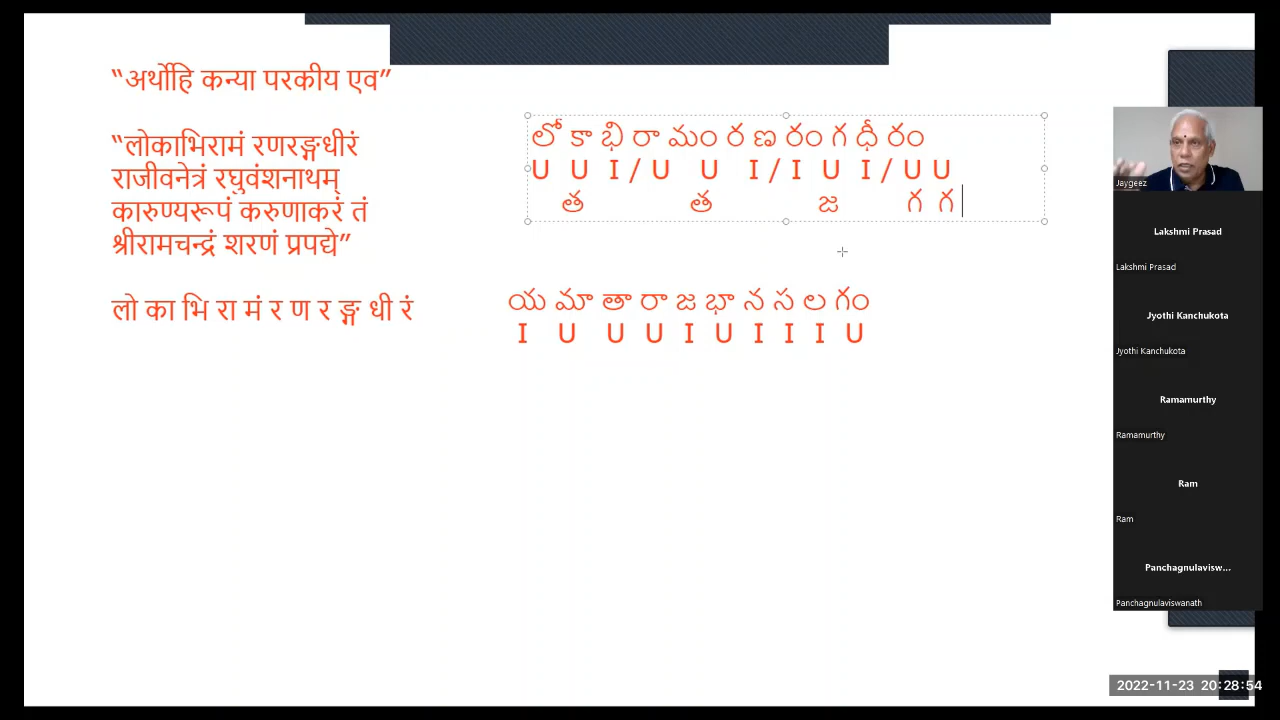 “अर्थोहि कन्या परकीय एव”
“लोकाभिरामं रणरङ्गधीरं
राजीवनेत्रं रघुवंशनाथम्
कारुण्यरूपं करुणाकरं तं
श्रीरामचन्द्रं शरणं प्रपद्ये”
लो का भि रा मं र ण र ङ्ग धी रं
లో కా భి రా మం ర ణ రం గ ధీ రం
U U I / U U I / I U I / U U
త త జ గ గ
య మా తా రా జ భా న స ల గం
I U U U I U I I I U
Jaygeez
Lakshmi Prasad
Lakshmi Prasad
Jyothi Kanchukota
Jyothi Kanchukota
Ramamurthy
Ramamurthy
Ram
Ram
Panchagnulavisw...
Panchagnulaviswanath
2022-11-23 20:28:54